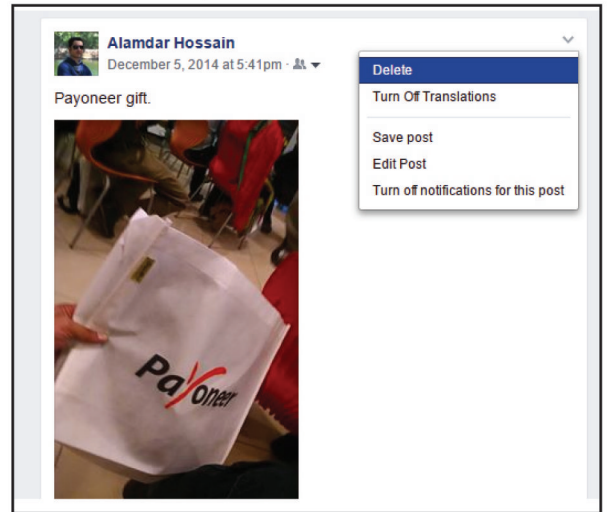 Alamdar Hossain
December 5, 2014 at 5:41pm ·
Payoneer gift.
Delete
Turn Off Translations
Save post
Edit Post
Turn off notifications for this post
Payoneer